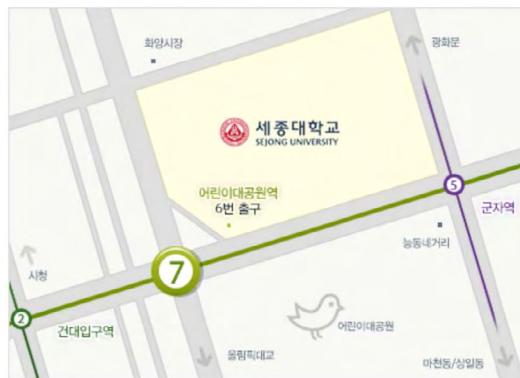 화양시장
광화문
세종대학교
SEJONG UNIVERSITY
어린이대공원역
6번 출구
5
군자역
능동네거리
7
시청
2
건대입구역
어린이대공원
올림픽대교
마천동/상일동